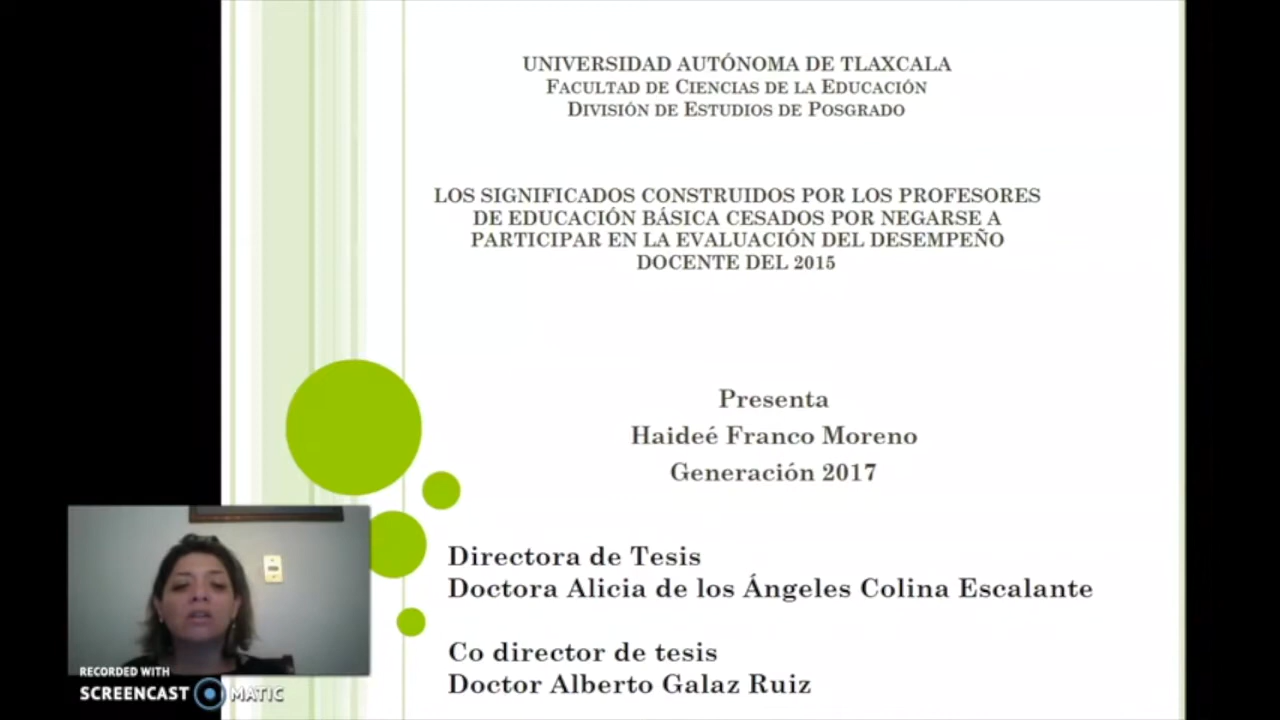 UNIVERSIDAD AUTÓNOMA DE TLAXCALA
FACULTAD DE CIENCIAS DE LA EDUCACIÓN
DIVISIÓN DE ESTUDIOS DE POSGRADO
LOS SIGNIFICADOS CONSTRUIDOS POR LOS PROFESORES
DE EDUCACIÓN BÁSICA CESADOS POR NEGARSE A
PARTICIPAR EN LA EVALUACIÓN DEL DESEMPEÑO
DOCENTE DEL 2015
Presenta
Haideé Franco Moreno
Generación 2017
Directora de Tesis
Doctora Alicia de los Ángeles Colina Escalante
Co director de tesis
Doctor Alberto Galaz Ruiz
RECORDED WITH
SCREENCAST MATIC